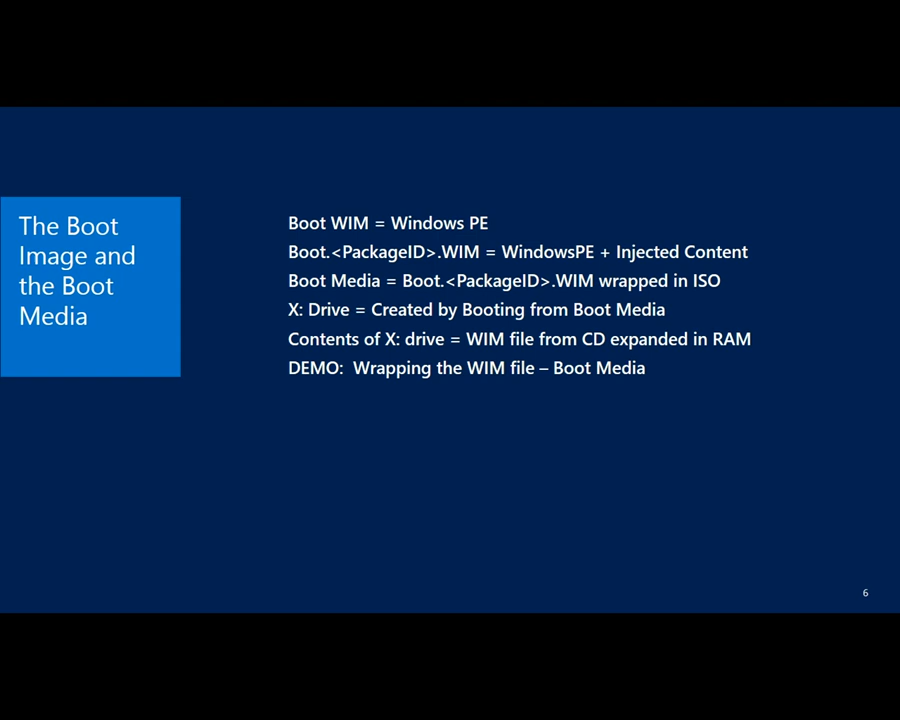 The Boot
Image and
the Boot
Media
Boot WIM = Windows PE
Boot.<PackageID>.WIM = WindowsPE + Injected Content
Boot Media = Boot.<PackageID>.WIM wrapped in ISO
X: Drive = Created by Booting from Boot Media
Contents of X: drive = WIM file from CD expanded in RAM
DEMO:  Wrapping the WIM file – Boot Media
6